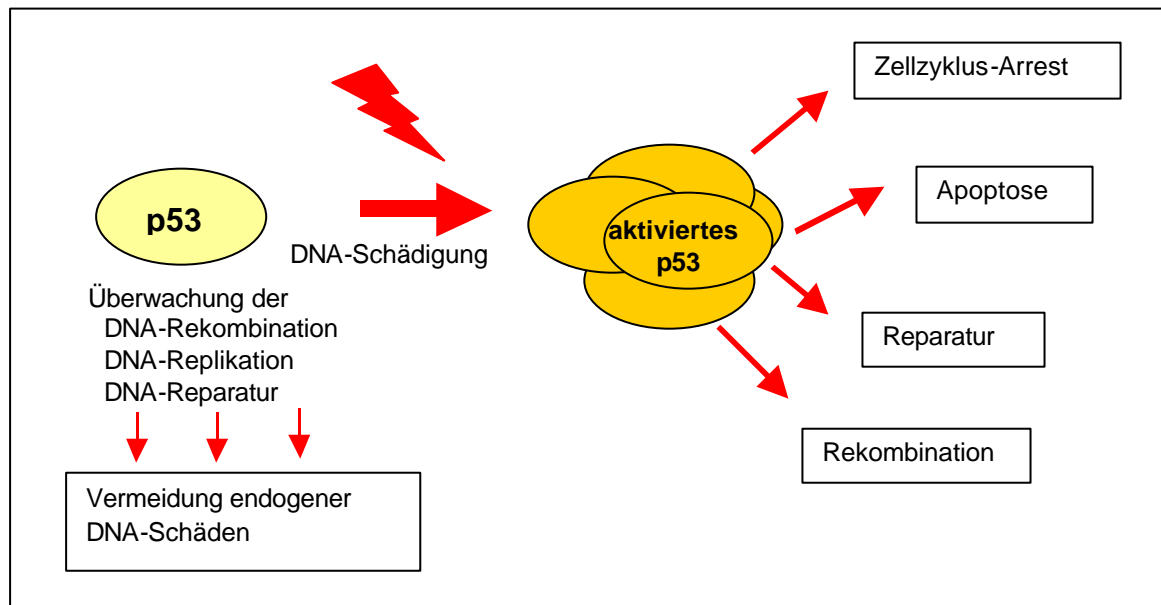 p53
DNA-Schädigung
Überwachung der
DNA-Rekombination
DNA-Replikation
DNA-Reparatur
Vermeidung endogener
DNA-Schäden
aktiviertes
p53
Zellzyklus-Arrest
Apoptose
Reparatur
Rekombination